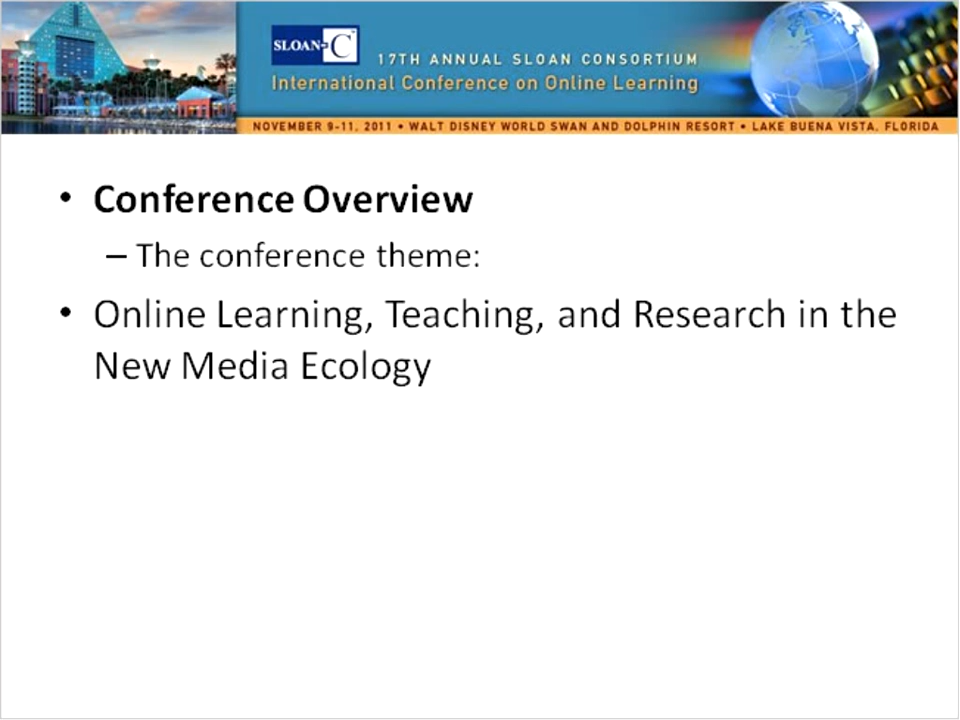 SLOAN-C
17TH ANNUAL SLOAN CONSORTIUM
International Conference on Online Learning
NOVEMBER 9-11, 2011 • WALT DISNEY WORLD SWAN AND DOLPHIN RESORT • LAKE BUENA VISTA, FLORIDA
• Conference Overview
– The conference theme:
• Online Learning, Teaching, and Research in the
New Media Ecology